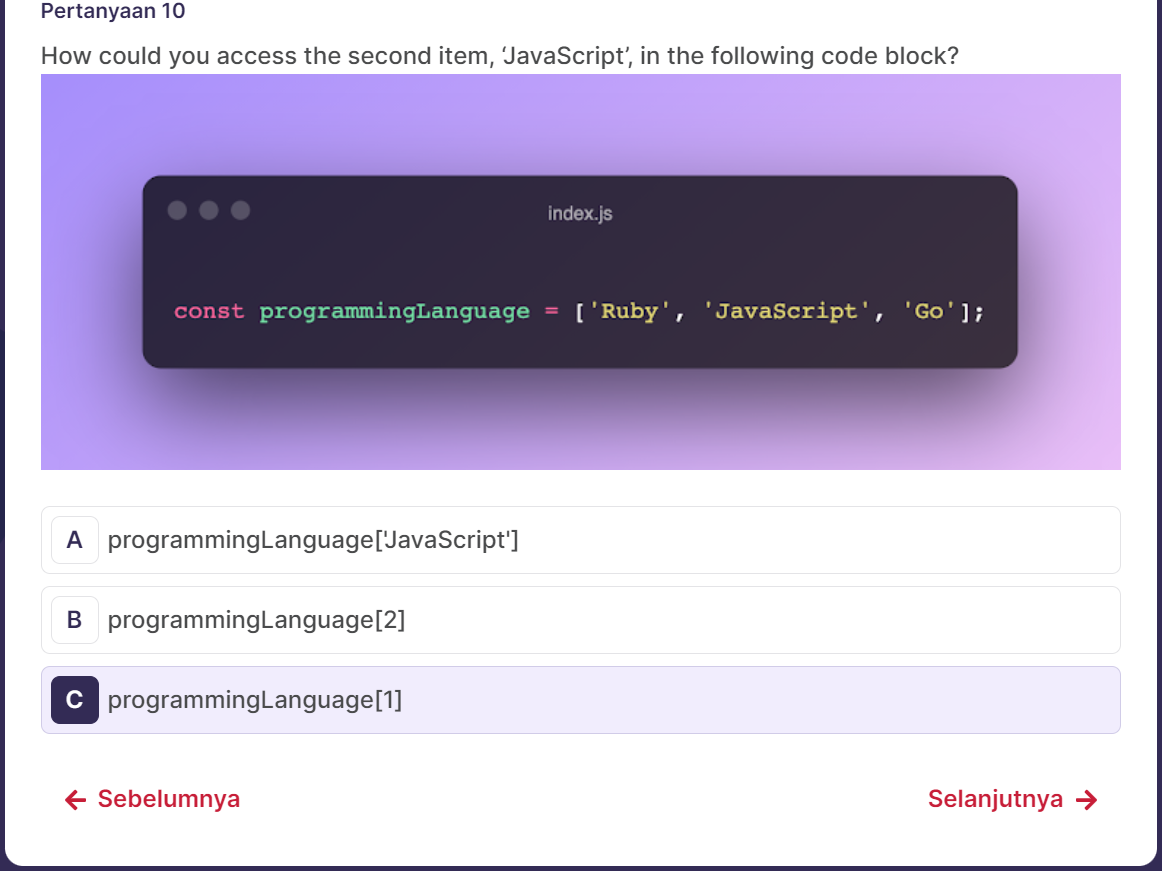 Pertanyaan 10
How could you access the second item, ‘JavaScript’, in the following code block?
index.js
const programmingLanguage = ['Ruby', 'JavaScript', 'Go'];
A programmingLanguage['JavaScript']
B programmingLanguage[2]
C programmingLanguage[1]
Sebelumnya
Selanjutnya